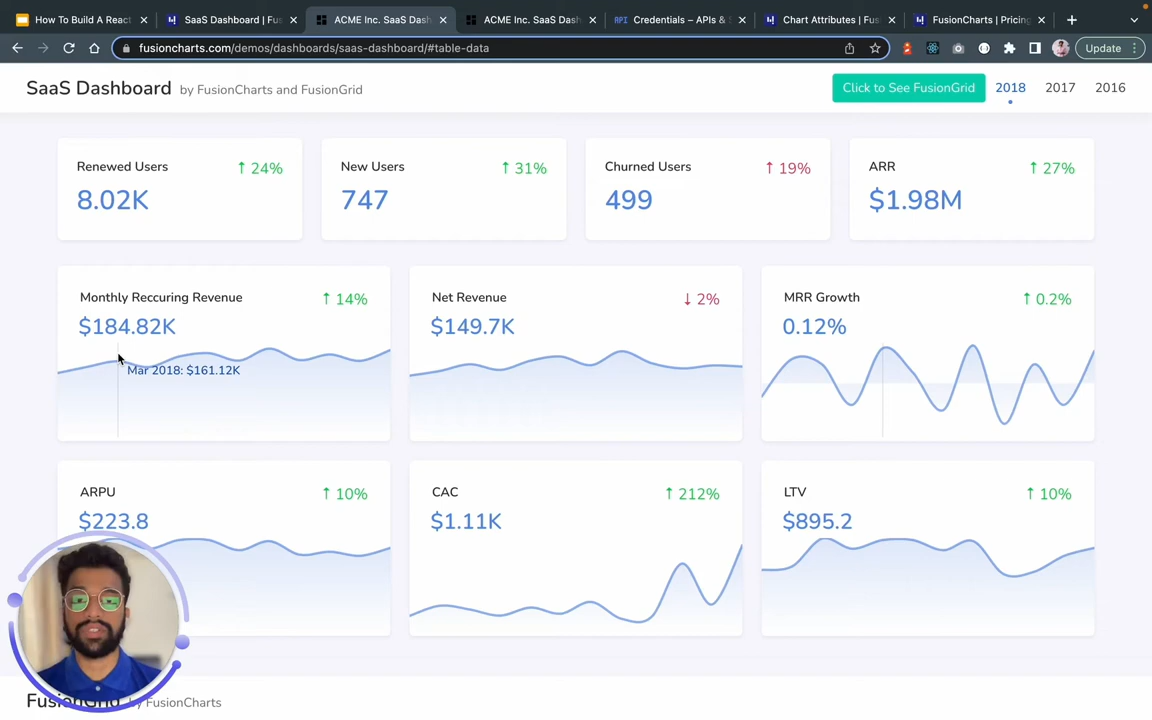 How To Build A React
SaaS Dashboard | Fus
ACME Inc. SaaS Dash
ACME Inc. SaaS Dash
API Credentials – APIs &
Chart Attributes | Fus
FusionCharts | Pricing
fusioncharts.com/demos/dashboards/saas-dashboard/#table-data
Update
SaaS Dashboard by FusionCharts and FusionGrid
Click to See FusionGrid
2018 2017 2016
Renewed Users ↑ 24%
8.02K
New Users ↑ 31%
747
Churned Users ↑ 19%
499
ARR ↑ 27%
$1.98M
Monthly Reccuring Revenue ↑ 14%
$184.82K
Mar 2018: $161.12K
Net Revenue ↓ 2%
$149.7K
MRR Growth ↑ 0.2%
0.12%
ARPU ↑ 10%
$223.8
CAC ↑ 212%
$1.11K
LTV ↑ 10%
$895.2
FusionGrid by FusionCharts